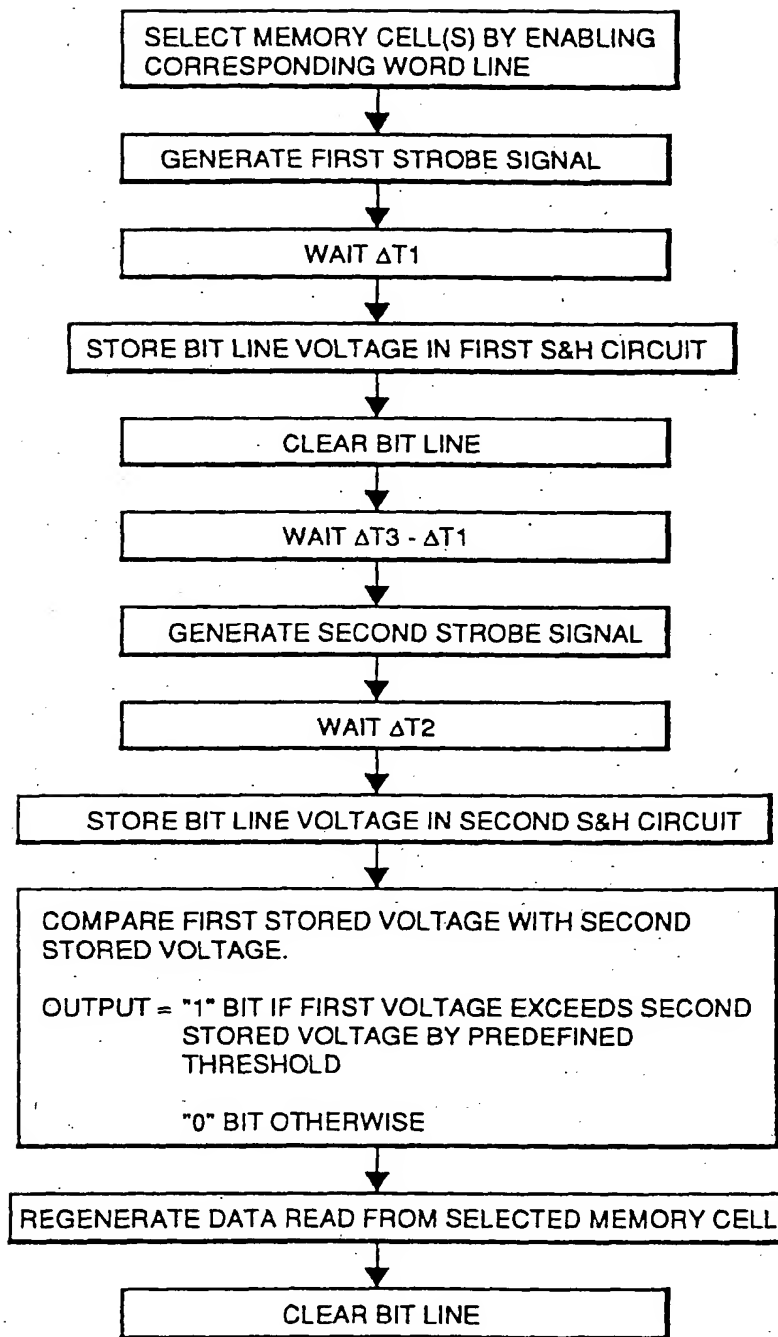 SELECT MEMORY CELL(S) BY ENABLING
CORRESPONDING WORD LINE
GENERATE FIRST STROBE SIGNAL
WAIT ΔT1
STORE BIT LINE VOLTAGE IN FIRST S&H CIRCUIT
CLEAR BIT LINE
WAIT ΔT3 - ΔT1
GENERATE SECOND STROBE SIGNAL
WAIT ΔT2
STORE BIT LINE VOLTAGE IN SECOND S&H CIRCUIT
COMPARE FIRST STORED VOLTAGE WITH SECOND
STORED VOLTAGE.
OUTPUT = "1" BIT IF FIRST VOLTAGE EXCEEDS SECOND
STORED VOLTAGE BY PREDEFINED
THRESHOLD
"0" BIT OTHERWISE
REGENERATE DATA READ FROM SELECTED MEMORY CELL
CLEAR BIT LINE